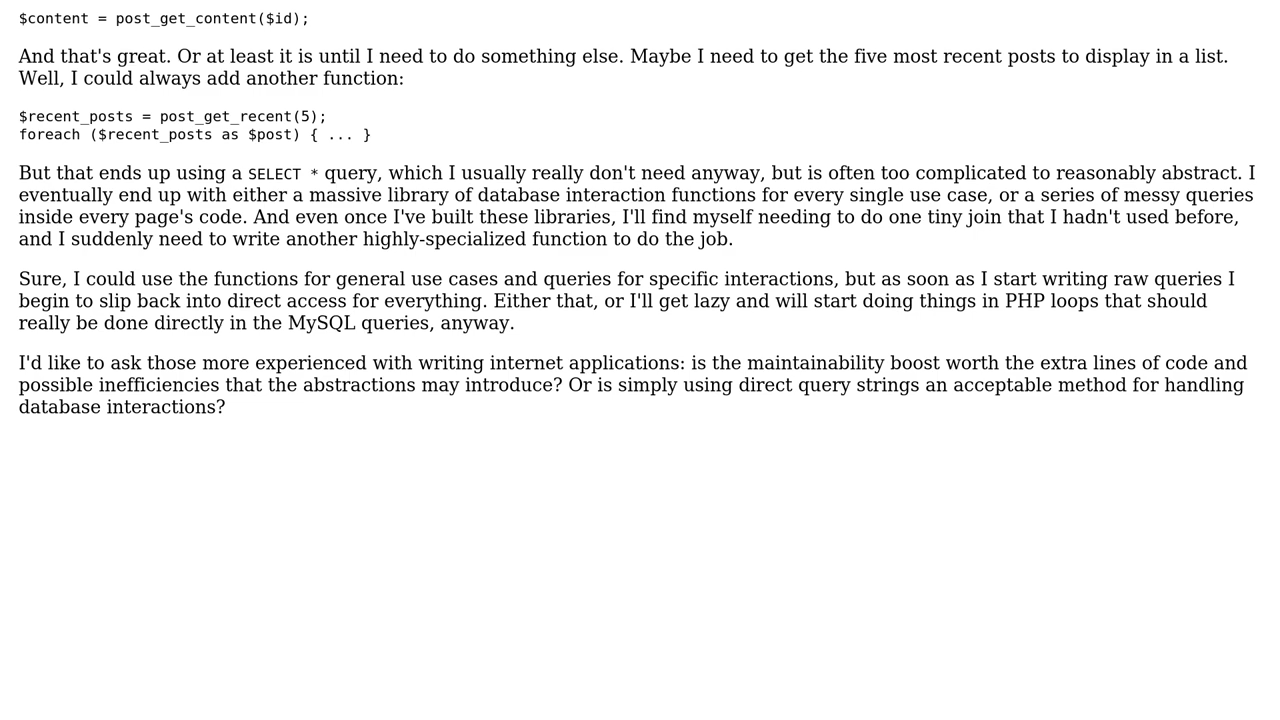 $content = post_get_content($id);
And that's great. Or at least it is until I need to do something else. Maybe I need to get the five most recent posts to display in a list.
Well, I could always add another function:
$recent_posts = post_get_recent(5);
foreach ($recent_posts as $post) { ... }
But that ends up using a SELECT * query, which I usually really don't need anyway, but is often too complicated to reasonably abstract. I
eventually end up with either a massive library of database interaction functions for every single use case, or a series of messy queries
inside every page's code. And even once I've built these libraries, I'll find myself needing to do one tiny join that I hadn't used before,
and I suddenly need to write another highly-specialized function to do the job.
Sure, I could use the functions for general use cases and queries for specific interactions, but as soon as I start writing raw queries I
begin to slip back into direct access for everything. Either that, or I'll get lazy and will start doing things in PHP loops that should
really be done directly in the MySQL queries, anyway.
I'd like to ask those more experienced with writing internet applications: is the maintainability boost worth the extra lines of code and
possible inefficiencies that the abstractions may introduce? Or is simply using direct query strings an acceptable method for handling
database interactions?